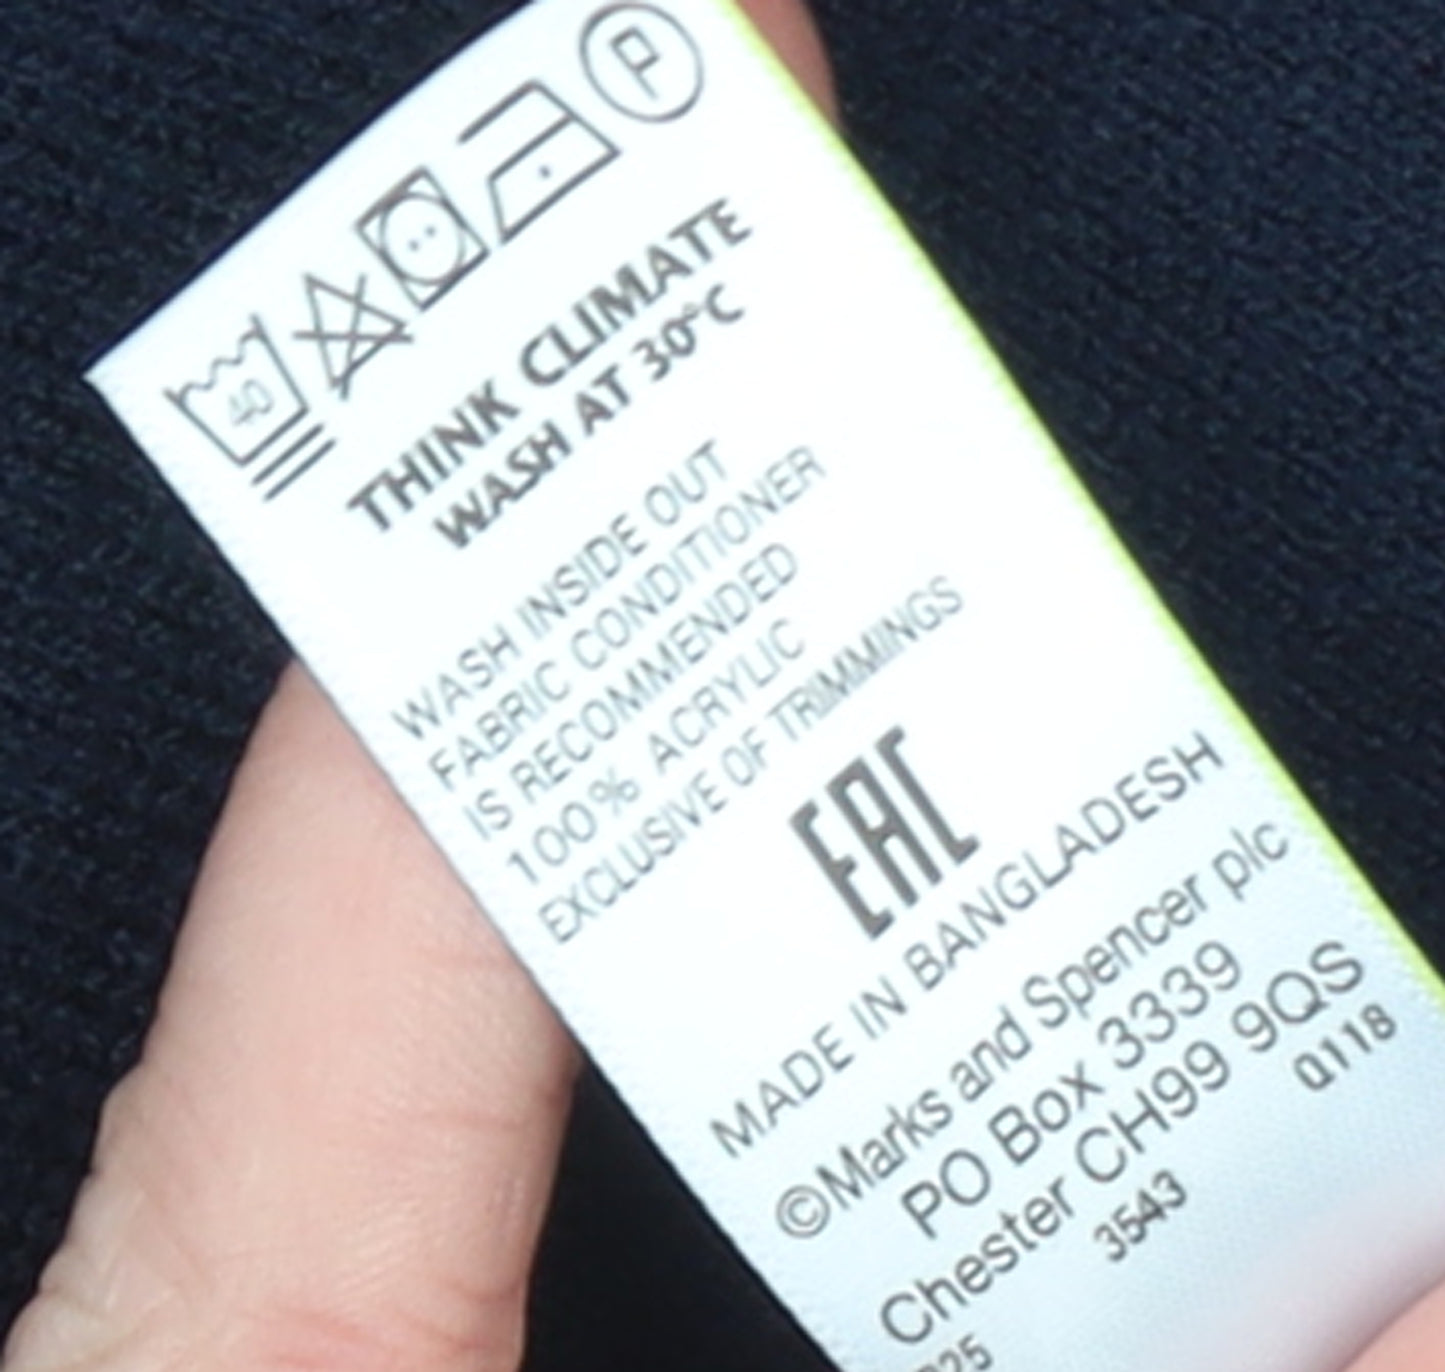 P
40
THINK CLIMATE
WASH AT 30°C
WASH INSIDE OUT
FABRIC CONDITIONER
IS RECOMMENDED
100% ACRYLIC
EXCLUSIVE OF TRIMMINGS
EAC
MADE IN BANGLADESH
©Marks and Spencer plc
PO Box 3339
Chester CH99 9QS
Q118
3543